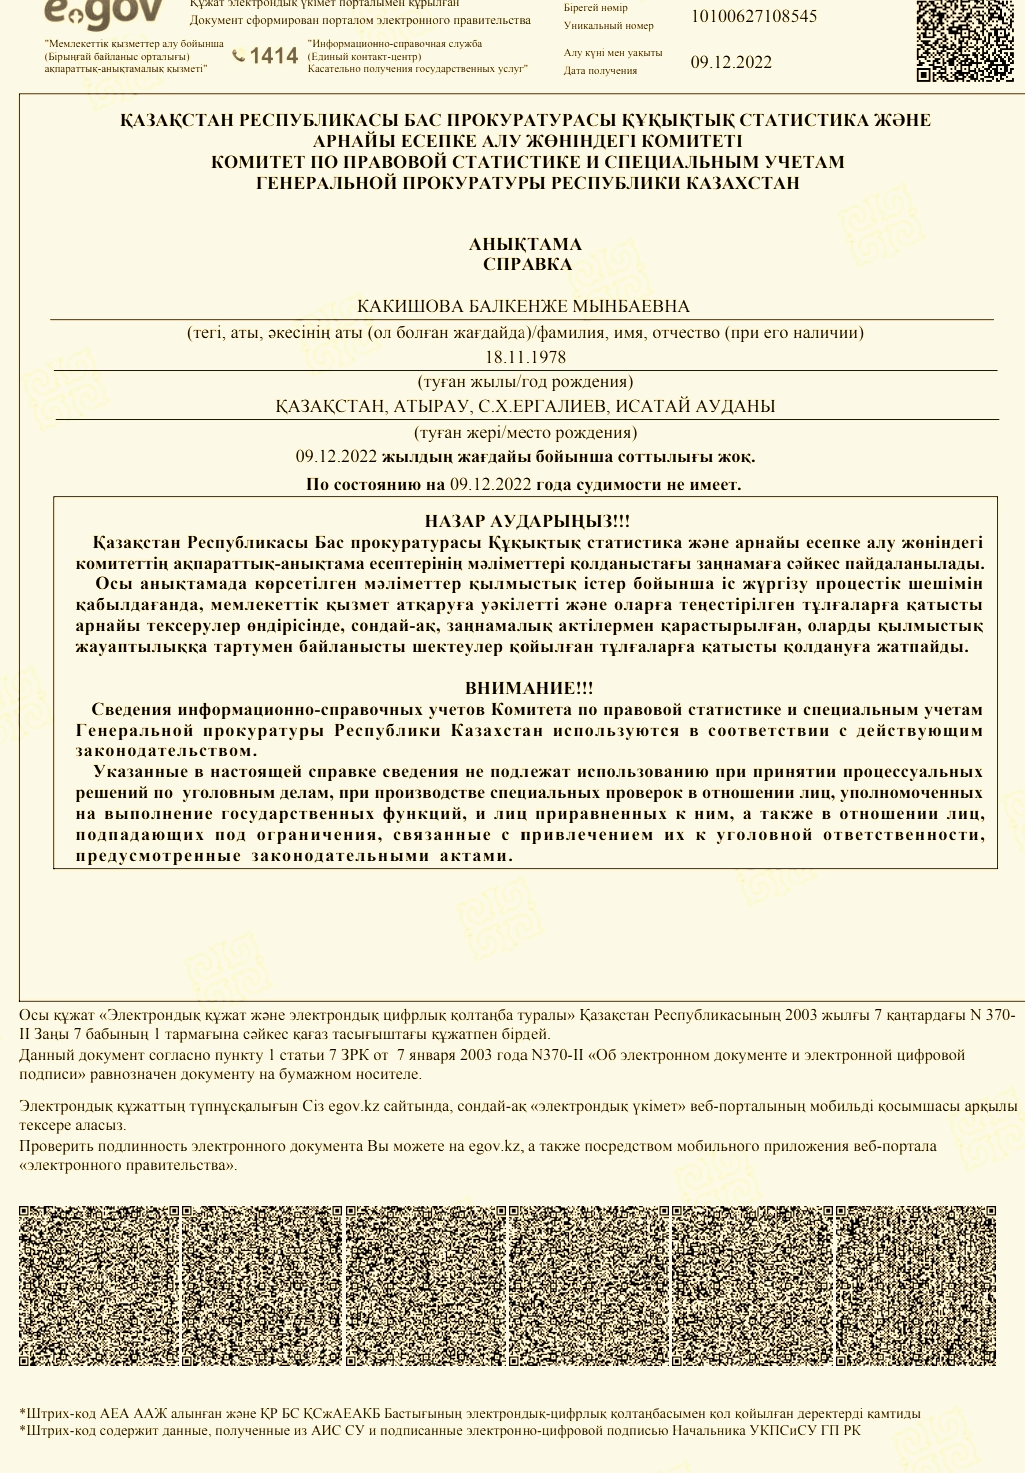 e.gov
Құжат электрондық үкімет порталымен құрылған
Документ сформирован порталом электронного правительства
Бірегей нөмір
Уникальный номер
10100627108545
"Мемлекеттік қызметтер алу бойынша
(Бірыңғай байланыс орталығы)
ақпараттық-анықтамалық қызметі"
1414
"Информационно-справочная служба
(Единый контакт-центр)
Касательно получения государственных услуг"
Алу күні мен уақыты
Дата получения
09.12.2022
ҚАЗАҚСТАН РЕСПУБЛИКАСЫ БАС ПРОКУРАТУРАСЫ ҚҰҚЫҚТЫҚ СТАТИСТИКА ЖӘНЕ
АРНАЙЫ ЕСЕПКЕ АЛУ ЖӨНІНДЕГІ КОМИТЕТІ
КОМИТЕТ ПО ПРАВОВОЙ СТАТИСТИКЕ И СПЕЦИАЛЬНЫМ УЧЕТАМ
ГЕНЕРАЛЬНОЙ ПРОКУРАТУРЫ РЕСПУБЛИКИ КАЗАХСТАН
АНЫҚТАМА
СПРАВКА
КАКИШОВА БАЛКЕНЖЕ МЫНБАЕВНА
(тегі, аты, әкесінің аты (ол болған жағдайда)/фамилия, имя, отчество (при его наличии)
18.11.1978
(туған жылы/год рождения)
ҚАЗАҚСТАН, АТЫРАУ, С.Х.ЕРГАЛИЕВ, ИСАТАЙ АУДАНЫ
(туған жері/место рождения)
09.12.2022 жылдың жағдайы бойынша соттылығы жоқ.
По состоянию на 09.12.2022 года судимости не имеет.
НАЗАР АУДАРЫҢЫЗ!!!
Қазақстан Республикасы Бас прокуратурасы Құқықтық статистика және арнайы есепке алу жөніндегі
комитеттің ақпараттық-анықтама есептерінің мәліметтері қолданыстағы заңнамаға сәйкес пайдаланылады.
Осы анықтамада көрсетілген мәліметтер қылмыстық істер бойынша іс жүргізу процестік шешімін
қабылдағанда, мемлекеттік қызмет атқаруға уәкілетті және оларға теңестірілген тұлғаларға қатысты
арнайы тексерулер өндірісінде, сондай-ақ, заңнамалық актілермен қарастырылған, оларды қылмыстық
жауаптылыққа тартумен байланысты шектеулер қойылған тұлғаларға қатысты қолдануға жатпайды.
ВНИМАНИЕ!!!
Сведения информационно-справочных учетов Комитета по правовой статистике и специальным учетам
Генеральной прокуратуры Республики Казахстан используются в соответствии с действующим
законодательством.
Указанные в настоящей справке сведения не подлежат использованию при принятии процессуальных
решений по уголовным делам, при производстве специальных проверок в отношении лиц, уполномоченных
на выполнение государственных функций, и лиц приравненных к ним, а также в отношении лиц,
подпадающих под ограничения, связанные с привлечением их к уголовной ответственности,
предусмотренные законодательными актами.
Осы құжат «Электрондық құжат және электрондық цифрлық қолтаңба туралы» Қазақстан Республикасының 2003 жылғы 7 қаңтардағы N 370-
II Заңы 7 бабының 1 тармағына сәйкес қағаз тасығыштағы құжатпен бірдей.
Данный документ согласно пункту 1 статьи 7 ЗРК от 7 января 2003 года N370-II «Об электронном документе и электронной цифровой
подписи» равнозначен документу на бумажном носителе.
Электрондық құжаттың түпнұсқалығын Сіз egov.kz сайтында, сондай-ақ «электрондық үкімет» веб-порталының мобильді қосымшасы арқылы
тексере аласыз.
Проверить подлинность электронного документа Вы можете на egov.kz, а также посредством мобильного приложения веб-портала
«электронного правительства».
*Штрих-код АЕА ААЖ алынған және ҚР БС ҚСжАЕАКБ Бастығының электрондық-цифрлық қолтаңбасымен қол қойылған деректерді қамтиды
*Штрих-код содержит данные, полученные из АИС СУ и подписанные электронно-цифровой подписью Начальника УКПСиСУ ГП РК